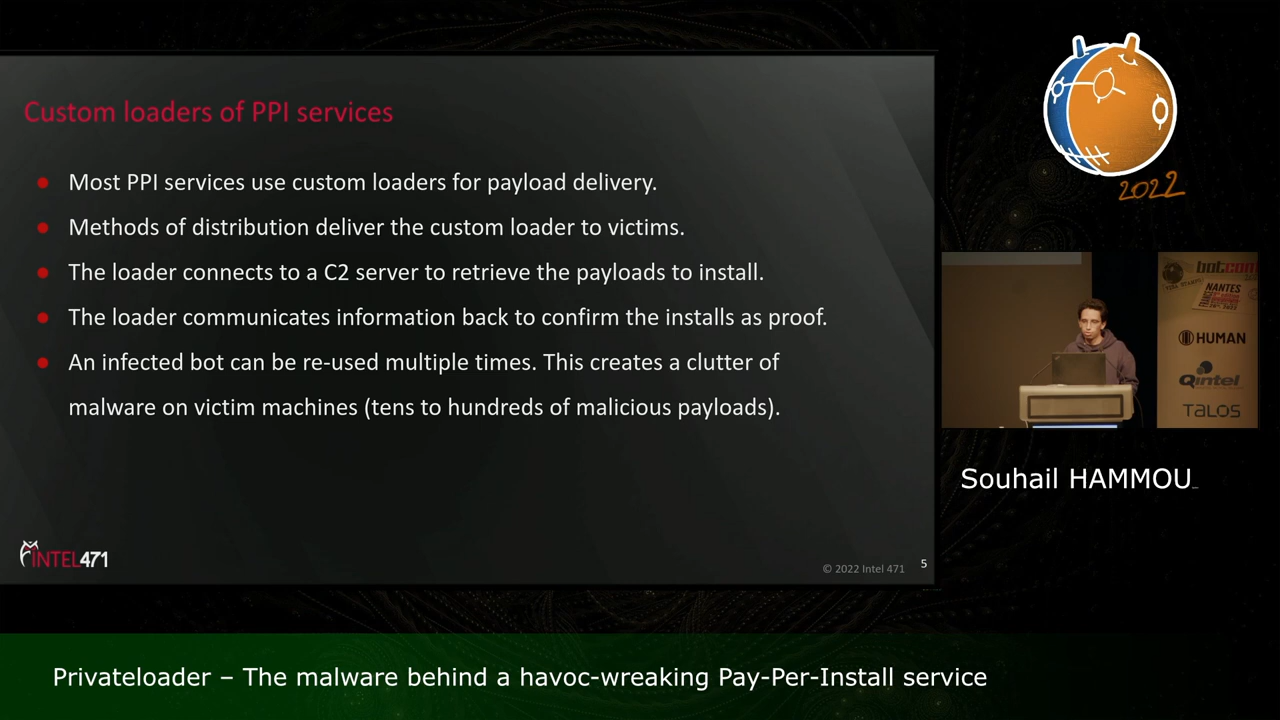 Custom loaders of PPI services
Most PPI services use custom loaders for payload delivery.
Methods of distribution deliver the custom loader to victims.
The loader connects to a C2 server to retrieve the payloads to install.
The loader communicates information back to confirm the installs as proof.
An infected bot can be re-used multiple times. This creates a clutter of
malware on victim machines (tens to hundreds of malicious payloads).
INTEL471
© 2022 Intel 471
5
2022
botcon
NANTES
HUMAN
Qintel
TALOS
Souhail HAMMOU
Privateloader – The malware behind a havoc-wreaking Pay-Per-Install service